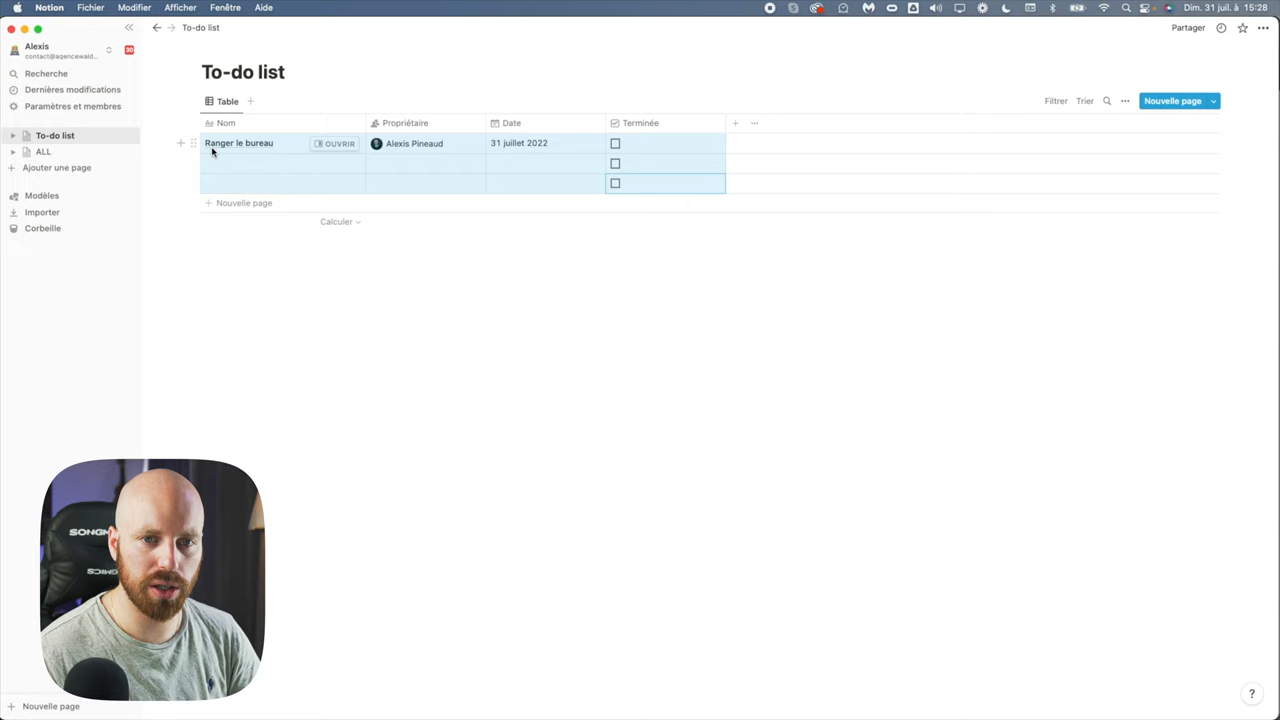 Notion Fichier Modifier Afficher Fenêtre Aide Dim. 31 juil. à 15:28
To-do list Partager
Alexis
contact@agencewald...
30
Recherche
Dernières modifications
Paramètres et membres
To-do list
ALL
Ajouter une page
Modèles
Importer
Corbeille
Nouvelle page
To-do list
Table
Filtrer Trier Nouvelle page
Nom Propriétaire Date Terminée
Ranger le bureau OUVRIR Alexis Pineaud 31 juillet 2022
Nouvelle page
Calculer
?